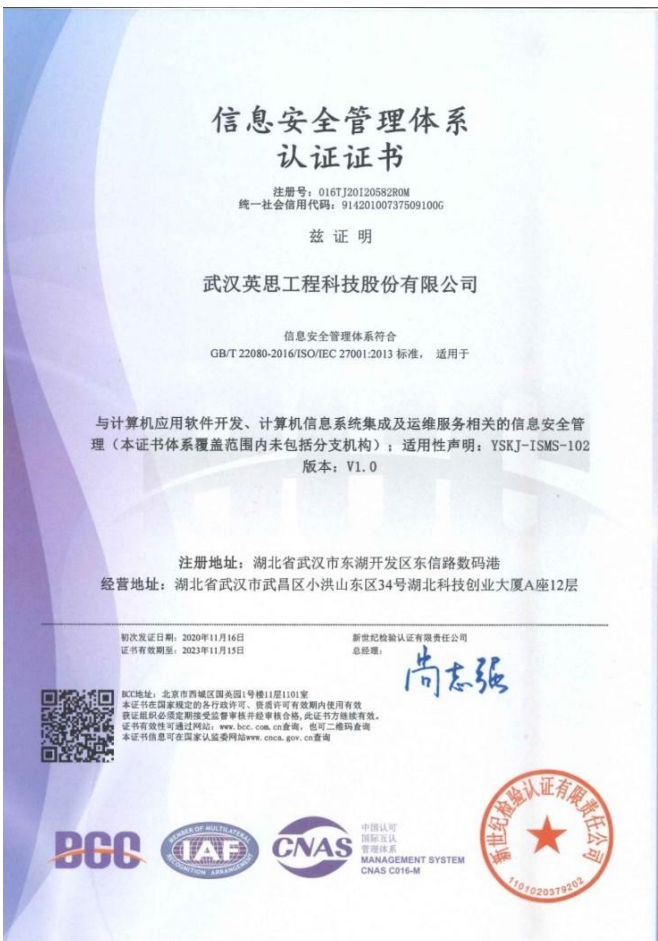 信息安全管理体系
认证证书
注册号：016TJ20I20582R0M
统一社会信用代码：91420100737509100G
兹证明
武汉英思工程科技股份有限公司
信息安全管理体系符合
GB/T 22080-2016/ISO/IEC 27001:2013 标准， 适用于
与计算机应用软件开发、计算机信息系统集成及运维服务相关的信息安全管
理（本证书体系覆盖范围内未包括分支机构）；适用性声明：YSKJ-ISMS-102
版本：V1.0
注册地址：湖北省武汉市东湖开发区东信路数码港
经营地址：湖北省武汉市武昌区小洪山东区34号湖北科技创业大厦A座12层
初次发证日期：2020年11月16日
证书有效期至：2023年11月15日
新世纪检验认证有限责任公司
总经理：
尚志强
BCC地址：北京市西城区国英园1号楼11层1101室
本证书在国家规定的各行政许可、资质许可有效期内使用有效
获证组织必须定期接受监督审核并经审核合格,此证书方继续有效。
证书有效性可通过网站：www.bcc.com.cn查询，也可二维码查询
本证书信息可在国家认监委网站www.cnca.gov.cn查询
BCC
MEMBER OF MULTILATERAL
IAF
RECOGNITION ARRANGEMENT
CNAS
中国认可
国际互认
管理体系
MANAGEMENT SYSTEM
CNAS C016-M
新世纪检验认证有限责任公司
1101020379202